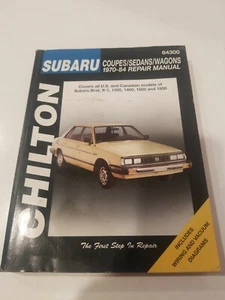 64300
SUBARU COUPES/SEDANS/WAGONS
1970-84 REPAIR MANUAL
Covers all U.S. and Canadian models of
Subaru Brat, FF-1, 1300, 1400, 1600 and 1800
CHILTON
INCLUDES
WIRING AND VACUUM
DIAGRAMS
The First Step In Repair